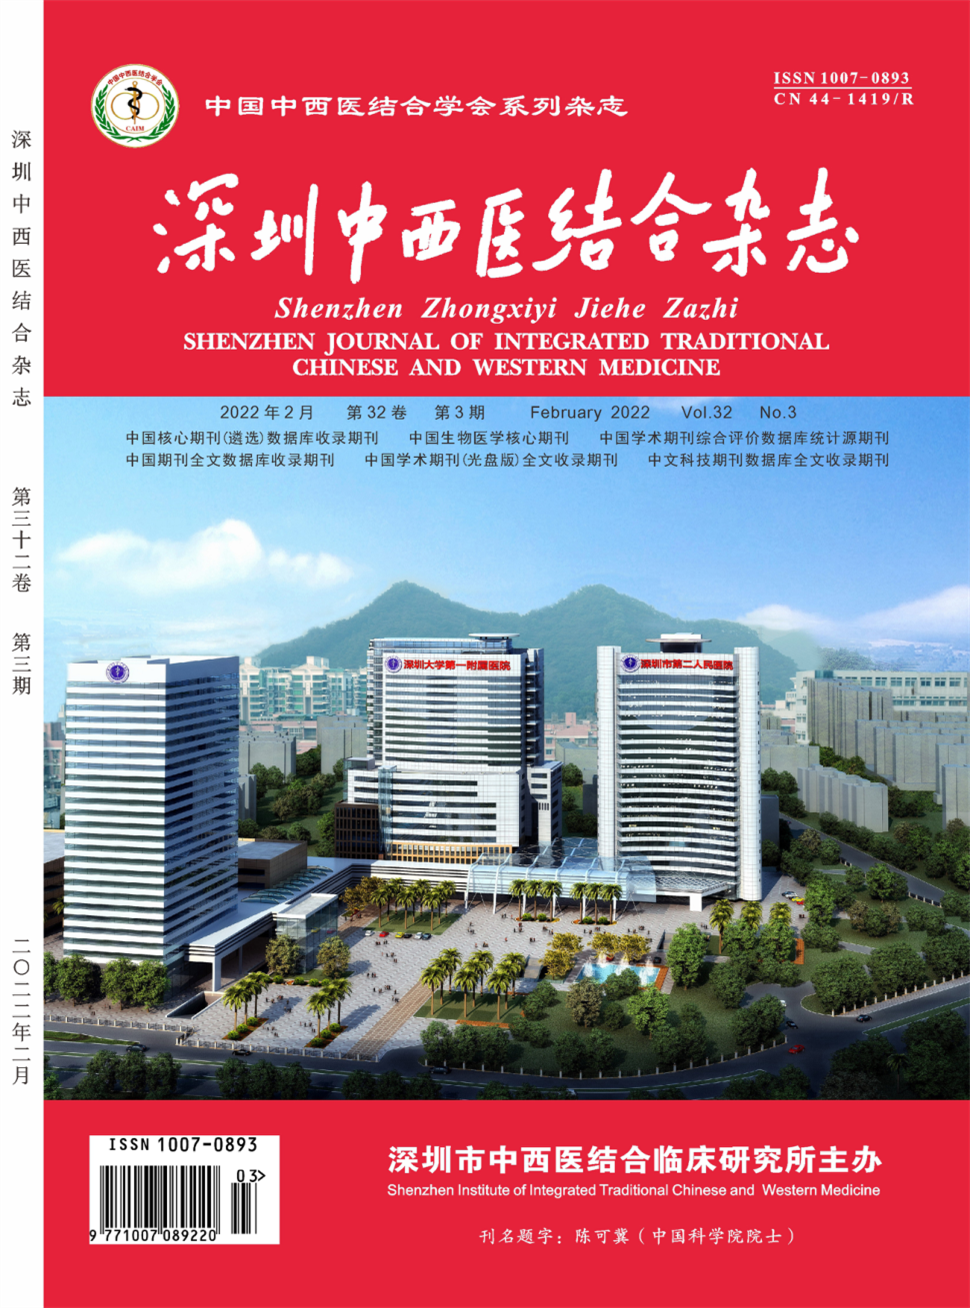 深圳中西医结合杂志
第三十二卷
第三期
二〇二二年二月
中国中西医结合学会
CAIM
中国中西医结合学会系列杂志
ISSN 1007-0893
CN 44-1419/R
深圳中西医结合杂志
Shenzhen Zhongxiyi Jiehe Zazhi
SHENZHEN JOURNAL OF INTEGRATED TRADITIONAL
CHINESE AND WESTERN MEDICINE
2022年2月 第32卷 第3期 February 2022 Vol.32 No.3
中国核心期刊(遴选)数据库收录期刊 中国生物医学核心期刊 中国学术期刊综合评价数据库统计源期刊
中国期刊全文数据库收录期刊 中国学术期刊(光盘版)全文收录期刊 中文科技期刊数据库全文收录期刊
深圳大学第一附属医院
深圳市第二人民医院
ISSN 1007-0893
03>
9 771007 089220
深圳市中西医结合临床研究所主办
Shenzhen Institute of Integrated Traditional Chinese and Western Medicine
刊名题字：陈可冀（中国科学院院士）